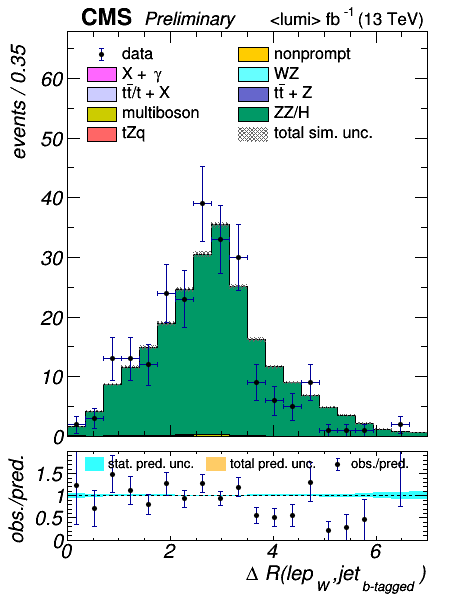 CMS Preliminary <lumi> fb⁻¹ (13 TeV)
events / 0.35
60
50
40
30
20
10
0
data
nonprompt
X + γ
WZ
tt̄/t + X
tt̄ + Z
multiboson
ZZ/H
tZq
total sim. unc.
obs./pred.
1.5
1
0.5
0
stat. pred. unc.
total pred. unc.
obs./pred.
0
2
4
6
Δ R(lep_W,jet_b-tagged)